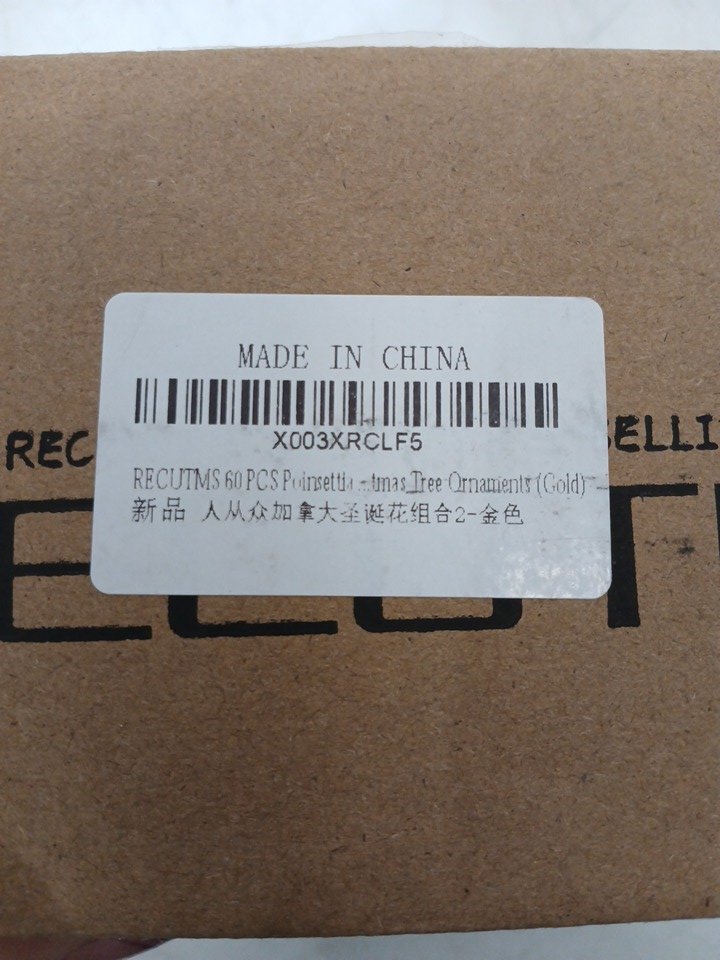 MADE IN CHINA
X003XRCLF5
REC
SELLI
RECUTMS 60 PCS Poinsettia Tree Ornaments (Gold)
新品 人从众加拿大圣诞花组合2-金色
ECUT